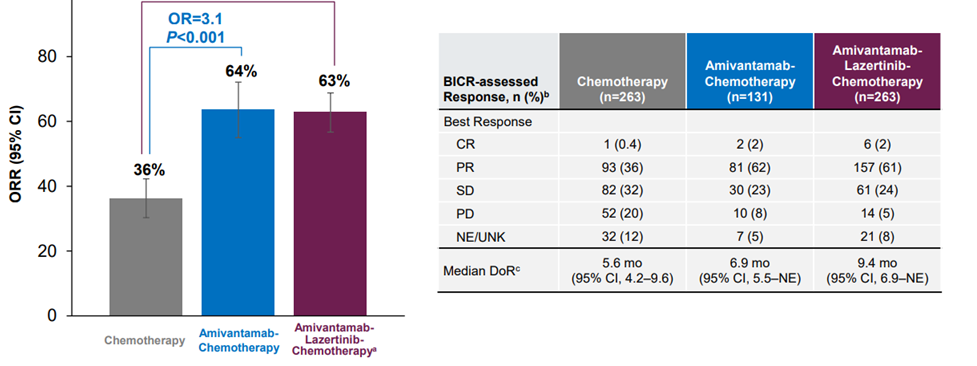 OR=3.1
P<0.001
80
64%
63%
60
36%
40
20
0
ORR (95% CI)
Chemotherapy
Amivantamab-
Chemotherapy
Amivantamab-
Lazertinib-
Chemotherapyᵃ
BICR-assessed
Response, n (%)ᵇ
Chemotherapy
(n=263)
Amivantamab-
Chemotherapy
(n=131)
Amivantamab-
Lazertinib-
Chemotherapy
(n=263)
Best Response
CR 1 (0.4) 2 (2) 6 (2)
PR 93 (36) 81 (62) 157 (61)
SD 82 (32) 30 (23) 61 (24)
PD 52 (20) 10 (8) 14 (5)
NE/UNK 32 (12) 7 (5) 21 (8)
Median DoRᶜ
5.6 mo
(95% CI, 4.2–9.6)
6.9 mo
(95% CI, 5.5–NE)
9.4 mo
(95% CI, 6.9–NE)